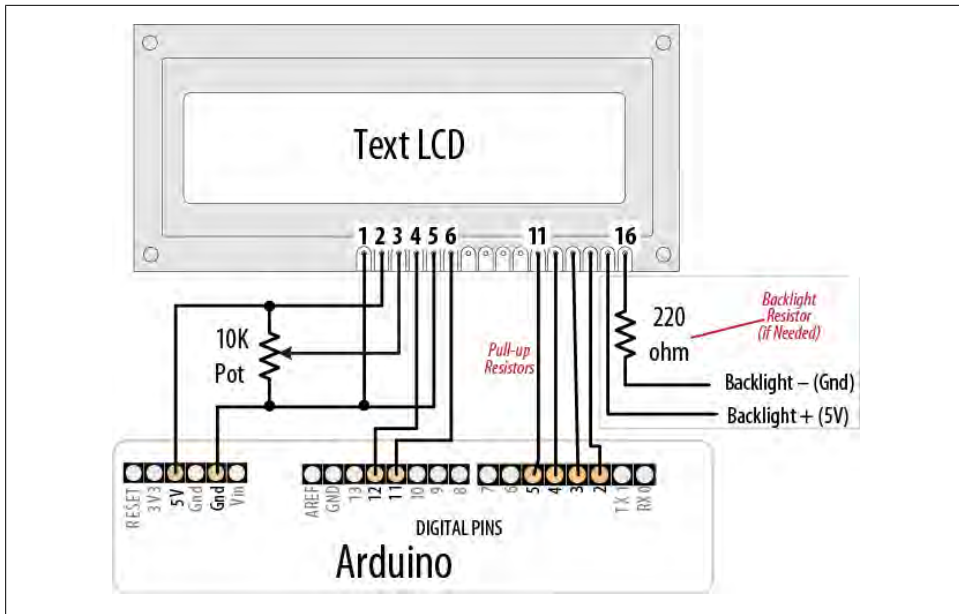 Text LCD
1 2 3 4 5 6 11 16
10K
Pot
Pull-up
Resistors
220
ohm
Backlight
Resistor
(if Needed)
Backlight – (Gnd)
Backlight + (5V)
RESET
3V3
5V
Gnd
Gnd
Vin
AREF
GND
13
12
11
10
9
8
7
6
5
4
3
2
TX 1
RX 0
DIGITAL PINS
Arduino